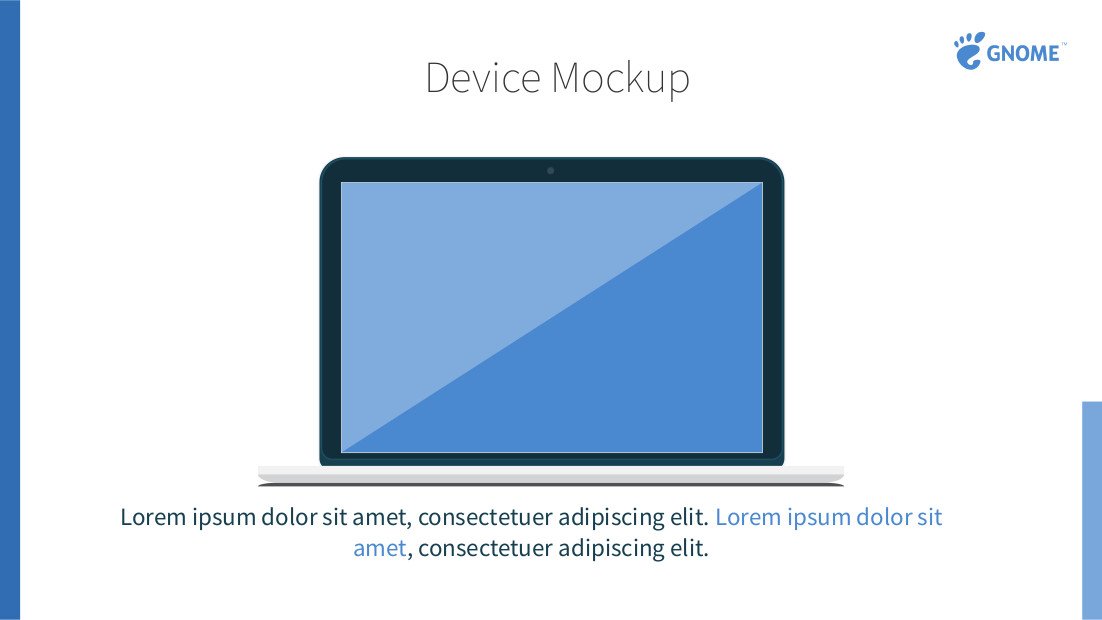 GNOME™
Device Mockup
Lorem ipsum dolor sit amet, consectetuer adipiscing elit. Lorem ipsum dolor sit
amet, consectetuer adipiscing elit.